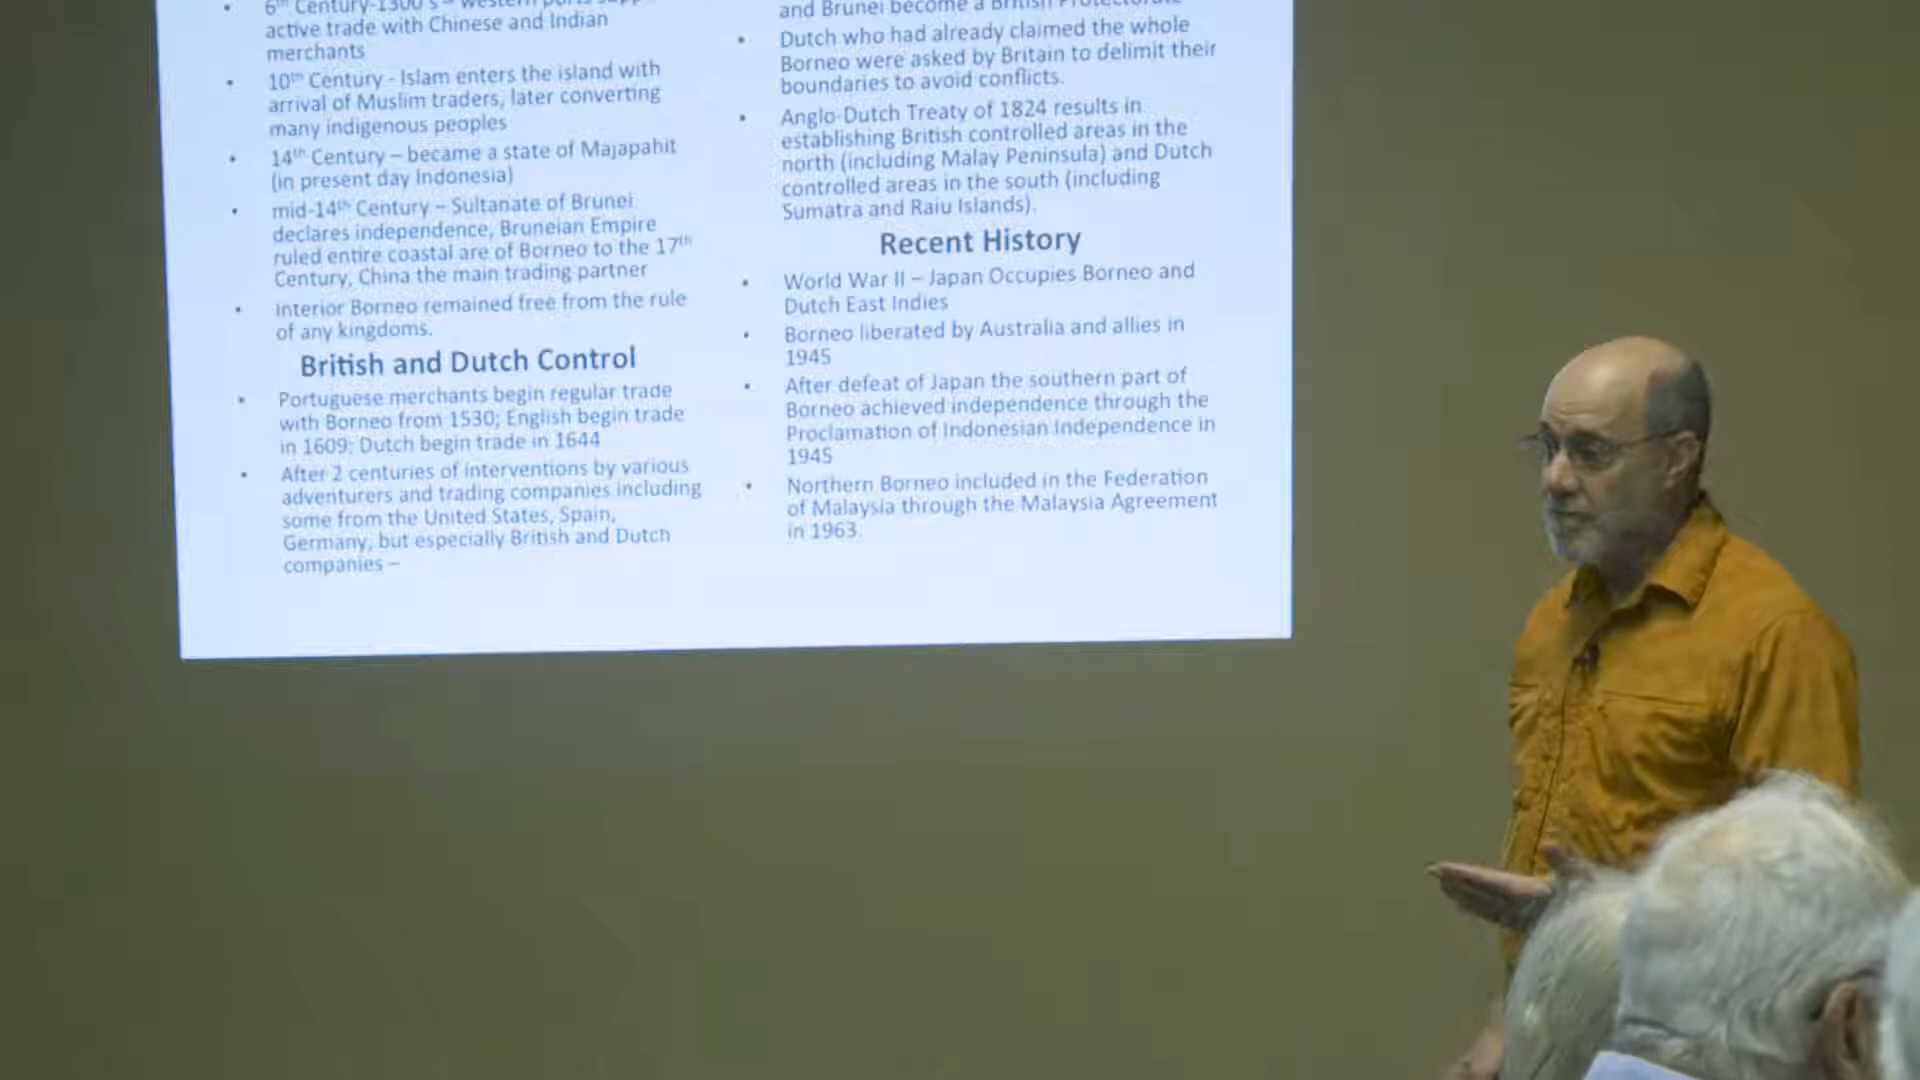 6th Century-1300's – western ports
active trade with Chinese and Indian
merchants
10th Century - Islam enters the island with
arrival of Muslim traders, later converting
many indigenous peoples
14th Century – became a state of Majapahit
(in present day Indonesia)
mid-14th Century – Sultanate of Brunei
declares independence, Bruneian Empire
ruled entire coastal are of Borneo to the 17th
Century, China the main trading partner
Interior Borneo remained free from the rule
of any kingdoms.
British and Dutch Control
Portuguese merchants begin regular trade
with Borneo from 1530; English begin trade
in 1609; Dutch begin trade in 1644
After 2 centuries of interventions by various
adventurers and trading companies including
some from the United States, Spain,
Germany, but especially British and Dutch
companies –
and Brunei become a British Protectorate
Dutch who had already claimed the whole
Borneo were asked by Britain to delimit their
boundaries to avoid conflicts.
Anglo-Dutch Treaty of 1824 results in
establishing British controlled areas in the
north (including Malay Peninsula) and Dutch
controlled areas in the south (including
Sumatra and Raiu Islands).
Recent History
World War II – Japan Occupies Borneo and
Dutch East Indies
Borneo liberated by Australia and allies in
1945
After defeat of Japan the southern part of
Borneo achieved independence through the
Proclamation of Indonesian Independence in
1945
Northern Borneo included in the Federation
of Malaysia through the Malaysia Agreement
in 1963.